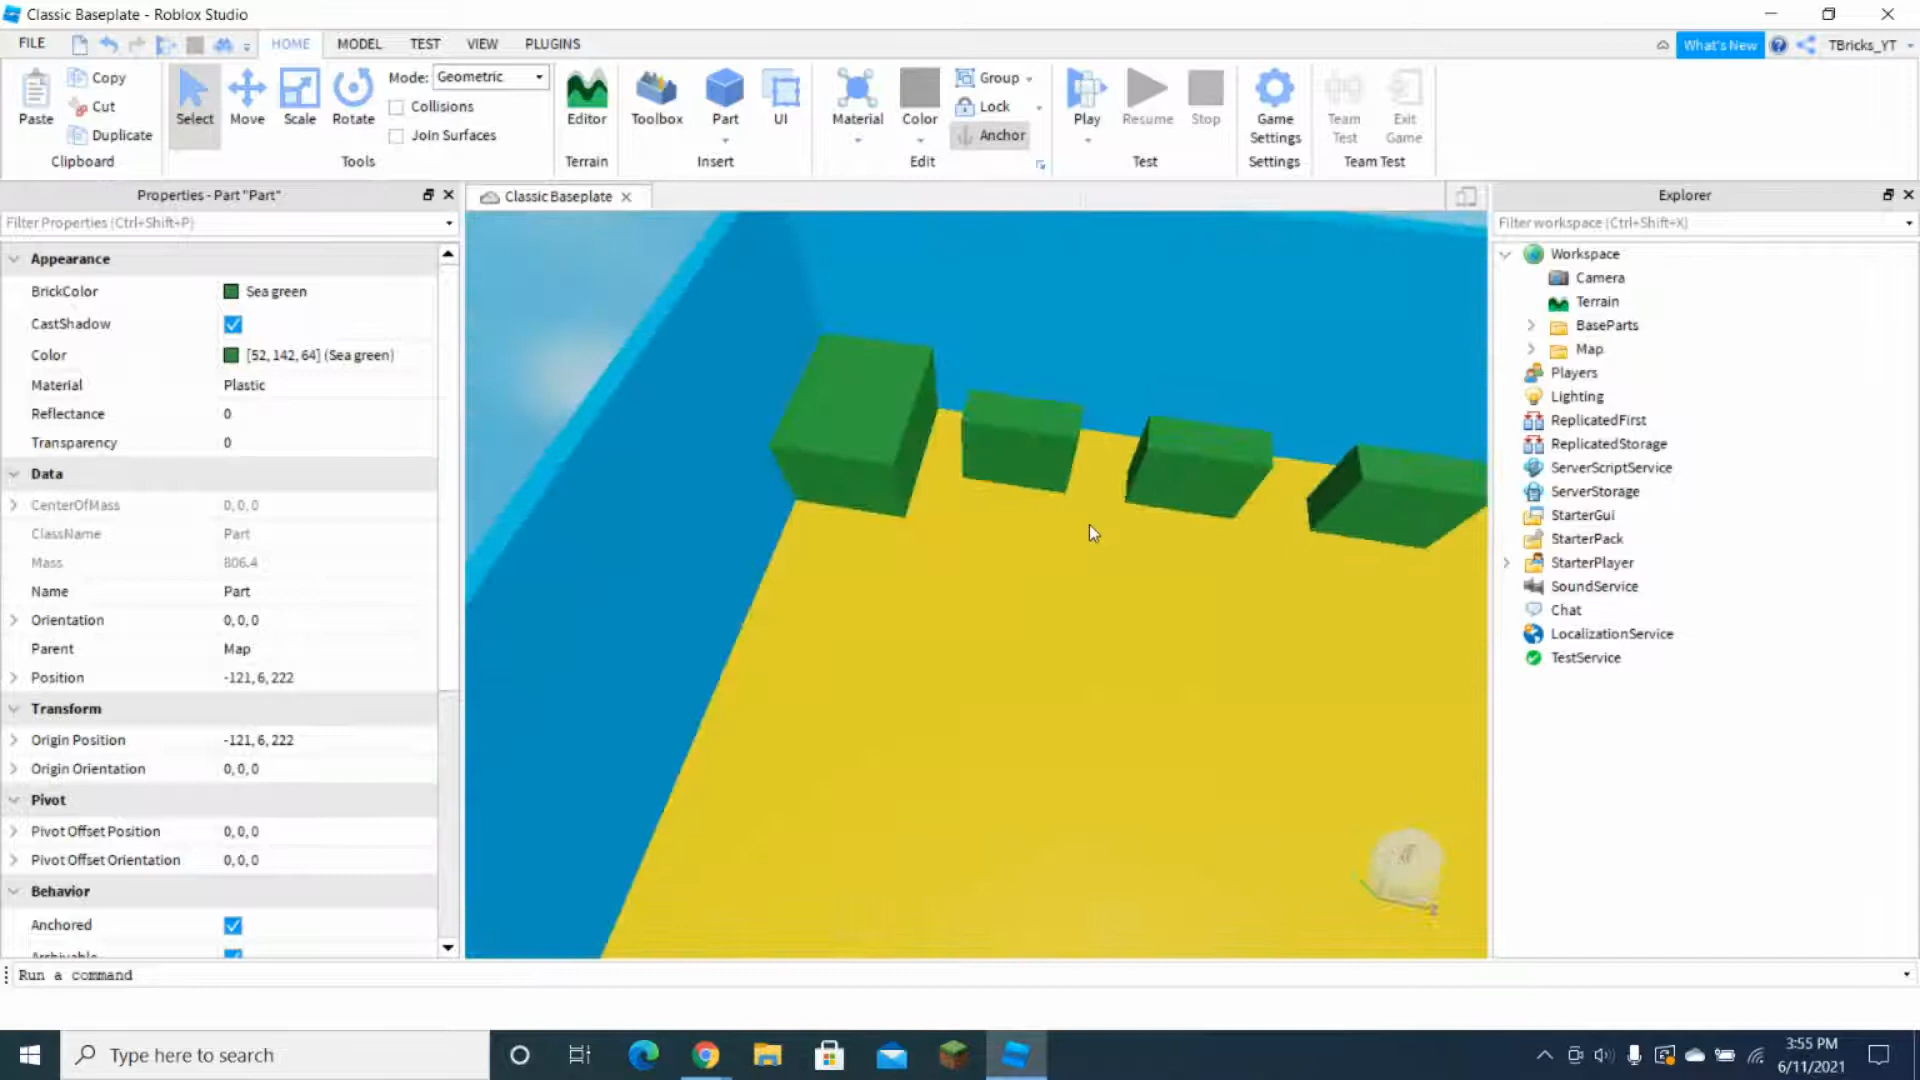 Classic Baseplate - Roblox Studio
FILE HOME MODEL TEST VIEW PLUGINS What's New TBricks_YT
Paste Copy Cut Duplicate Clipboard
Select Move Scale Rotate Mode: Geometric Collisions Join Surfaces Tools
Editor Terrain
Toolbox Part UI Insert
Material Color Group Lock Anchor Edit
Play Resume Stop Test
Game Settings Settings
Team Test Exit Game Team Test
Properties - Part "Part"
Filter Properties (Ctrl+Shift+P)
Appearance
BrickColor Sea green
CastShadow
Color [52, 142, 64] (Sea green)
Material Plastic
Reflectance 0
Transparency 0
Data
CenterOfMass 0, 0, 0
ClassName Part
Mass 806.4
Name Part
Orientation 0, 0, 0
Parent Map
Position -121, 6, 222
Transform
Origin Position -121, 6, 222
Origin Orientation 0, 0, 0
Pivot
Pivot Offset Position 0, 0, 0
Pivot Offset Orientation 0, 0, 0
Behavior
Anchored
Archivable
Classic Baseplate
Explorer
Filter workspace (Ctrl+Shift+X)
Workspace
Camera
Terrain
BaseParts
Map
Players
Lighting
ReplicatedFirst
ReplicatedStorage
ServerScriptService
ServerStorage
StarterGui
StarterPack
StarterPlayer
SoundService
Chat
LocalizationService
TestService
Run a command
Type here to search
3:55 PM
6/11/2021